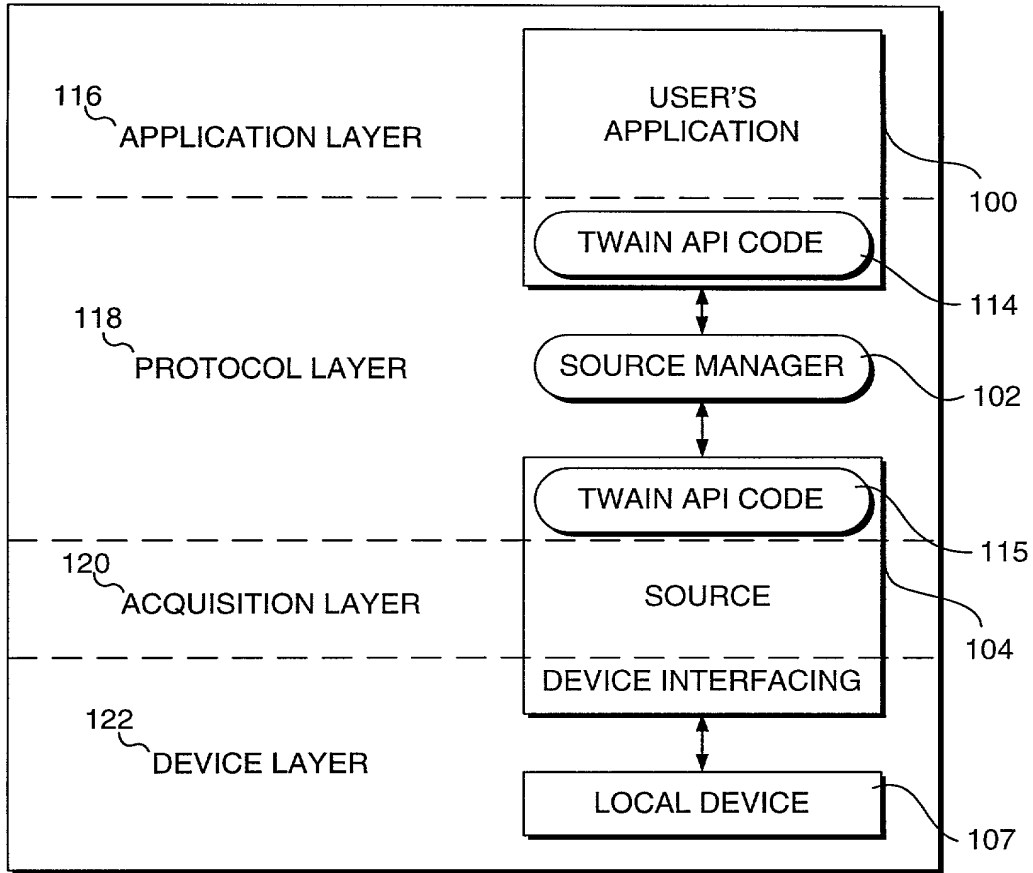 USER'S
APPLICATION
116
APPLICATION LAYER
100
TWAIN API CODE
114
118
PROTOCOL LAYER
SOURCE MANAGER
102
TWAIN API CODE
115
120
ACQUISITION LAYER
SOURCE
104
DEVICE INTERFACING
122
DEVICE LAYER
LOCAL DEVICE
107